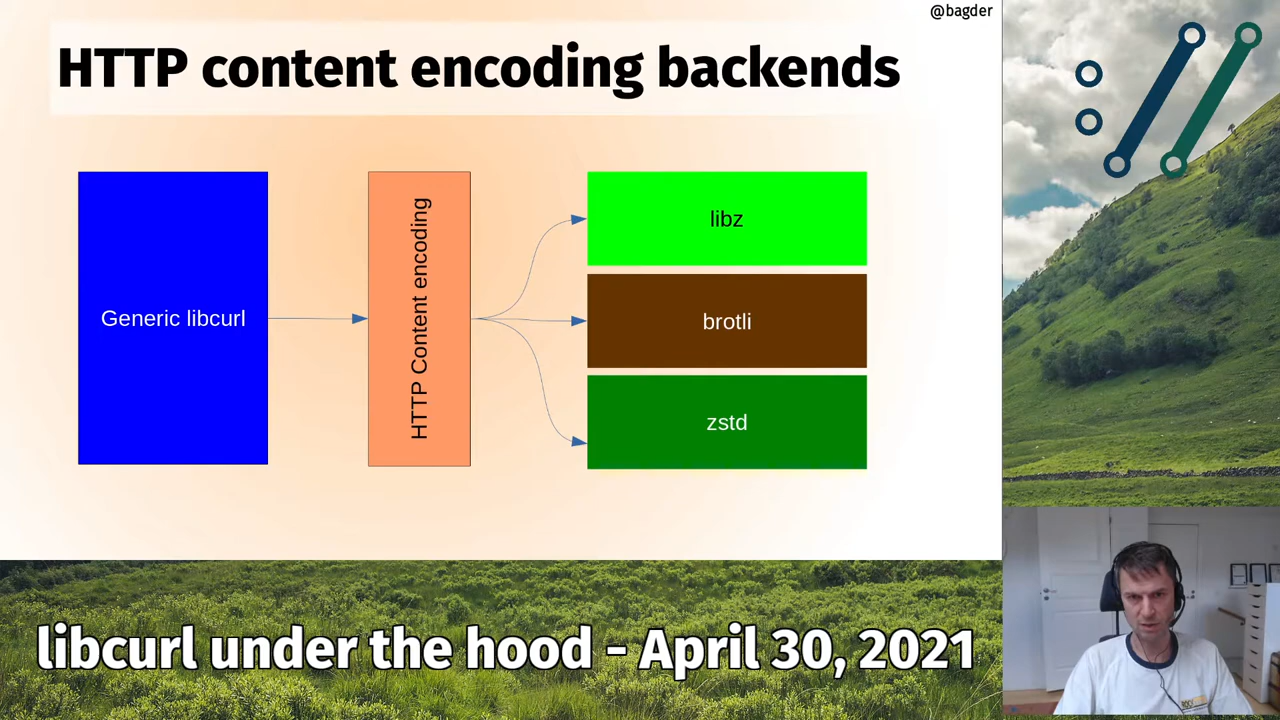 @bagder
HTTP content encoding backends
Generic libcurl
HTTP Content encoding
libz
brotli
zstd
libcurl under the hood - April 30, 2021